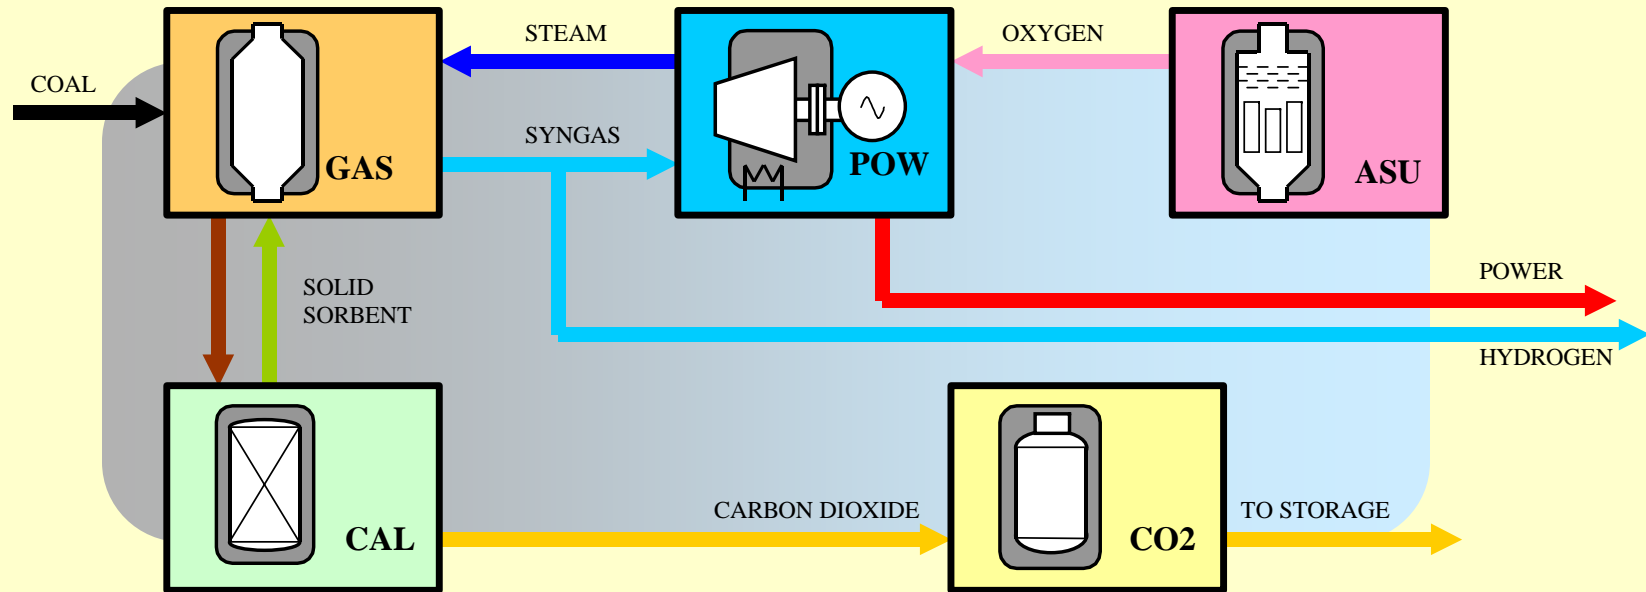 STEAM
OXYGEN
COAL
SYNGAS
GAS
POW
ASU
SOLID
SORBENT
POWER
HYDROGEN
CARBON DIOXIDE
TO STORAGE
CAL
CO2